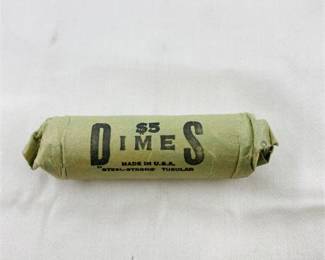 $5
DIMES
MADE IN U.S.A.
"STEEL-STRONG" TUBULAR